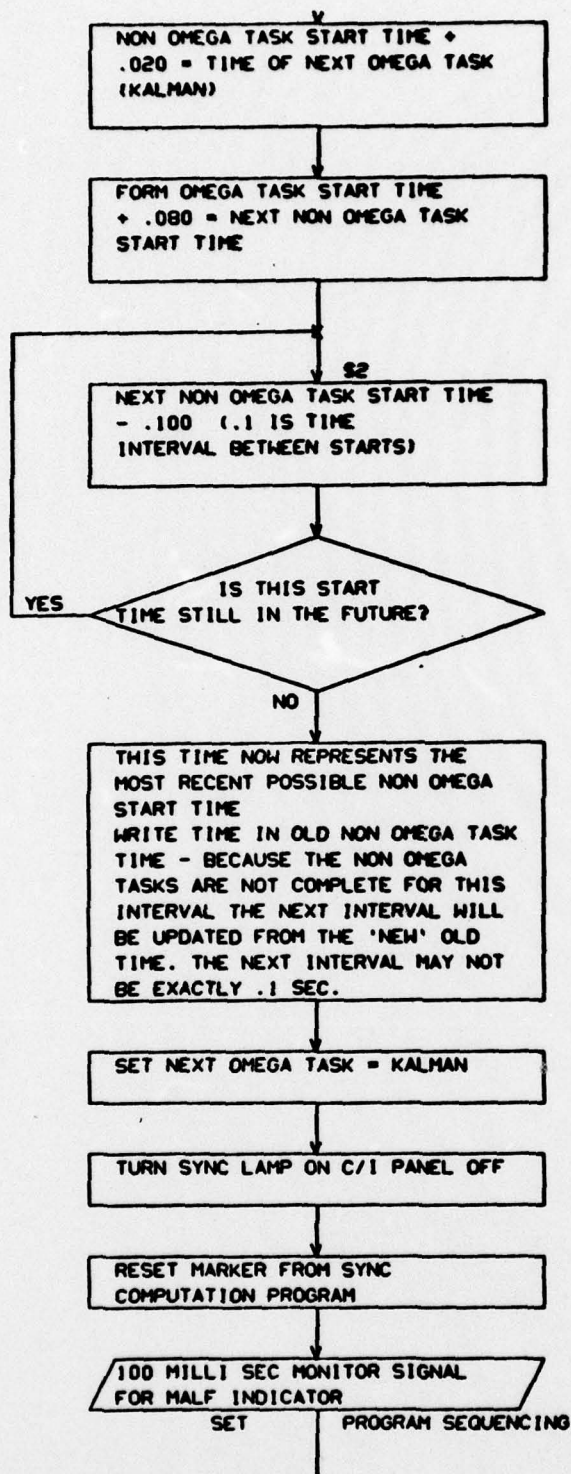 NON OMEGA TASK START TIME +
.020 = TIME OF NEXT OMEGA TASK
(KALMAN)
FORM OMEGA TASK START TIME
+ .080 = NEXT NON OMEGA TASK
START TIME
S2
NEXT NON OMEGA TASK START TIME
- .100 (.1 IS TIME
INTERVAL BETWEEN STARTS)
IS THIS START
TIME STILL IN THE FUTURE?
YES
NO
THIS TIME NOW REPRESENTS THE
MOST RECENT POSSIBLE NON OMEGA
START TIME
WRITE TIME IN OLD NON OMEGA TASK
TIME - BECAUSE THE NON OMEGA
TASKS ARE NOT COMPLETE FOR THIS
INTERVAL THE NEXT INTERVAL WILL
BE UPDATED FROM THE 'NEW' OLD
TIME. THE NEXT INTERVAL MAY NOT
BE EXACTLY .1 SEC.
SET NEXT OMEGA TASK = KALMAN
TURN SYNC LAMP ON C/I PANEL OFF
RESET MARKER FROM SYNC
COMPUTATION PROGRAM
100 MILLI SEC MONITOR SIGNAL
FOR MALF INDICATOR
SET PROGRAM SEQUENCING